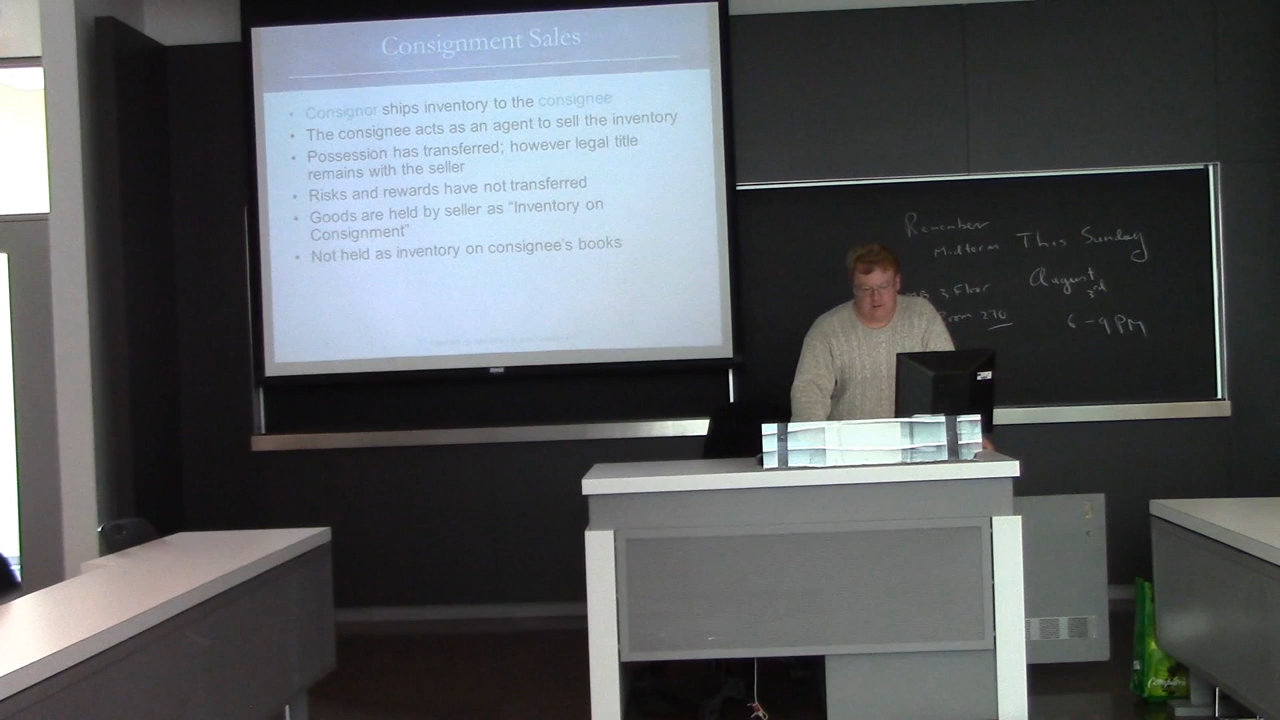 Consignment Sales
• Consignor ships inventory to the consignee
• The consignee acts as an agent to sell the inventory
• Possession has transferred; however legal title
remains with the seller
• Risks and rewards have not transferred
• Goods are held by seller as “Inventory on
Consignment”
• Not held as inventory on consignee's books
Remember
Midterm This Sunday
3 Floor August 3rd
270 6-9 PM